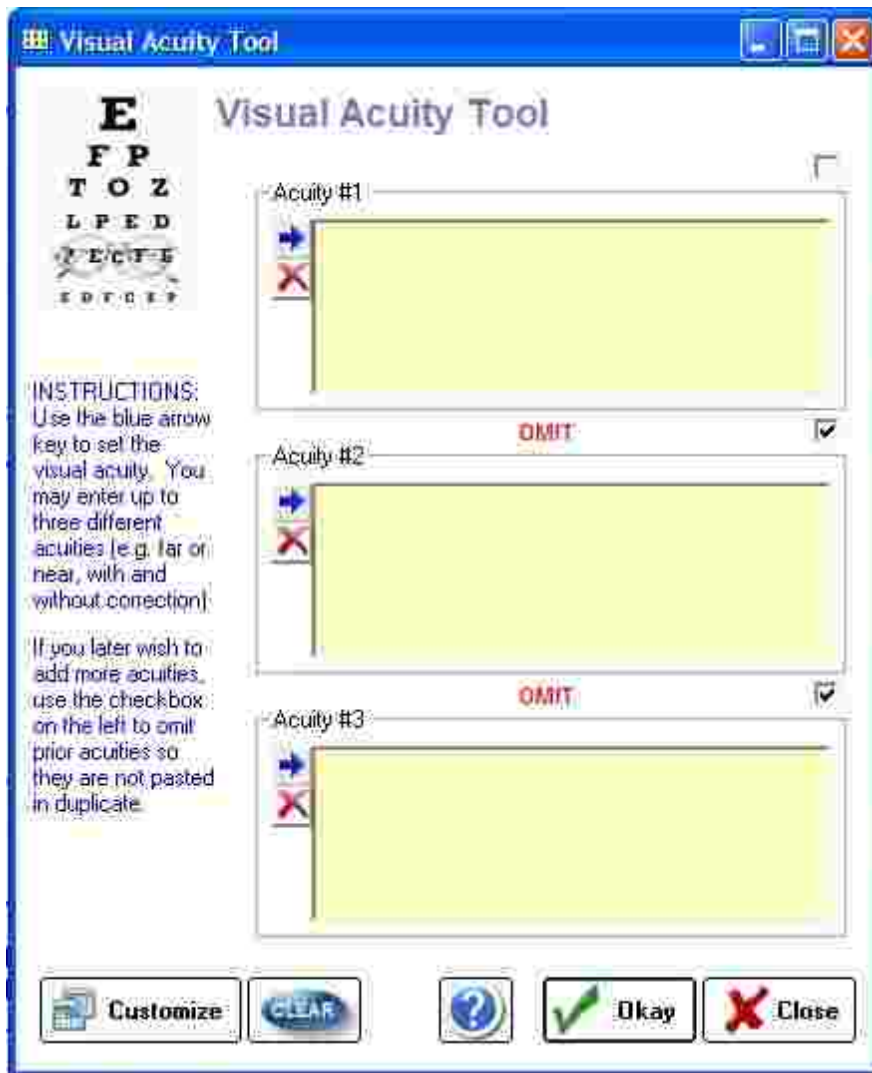 Visual Acuity Tool
E
F P
T O Z
L P E D
P E C F D
E D F C Z P
Visual Acuity Tool
Acuity #1
INSTRUCTIONS:
Use the blue arrow
key to set the
visual acuity. You
may enter up to
three different
acuities (e.g. far or
near, with and
without correction)
If you later wish to
add more acuities,
use the checkbox
on the left to omit
prior acuities so
they are not pasted
in duplicate.
OMIT
Acuity #2
OMIT
Acuity #3
Customize
CLEAR
?
Okay
Close